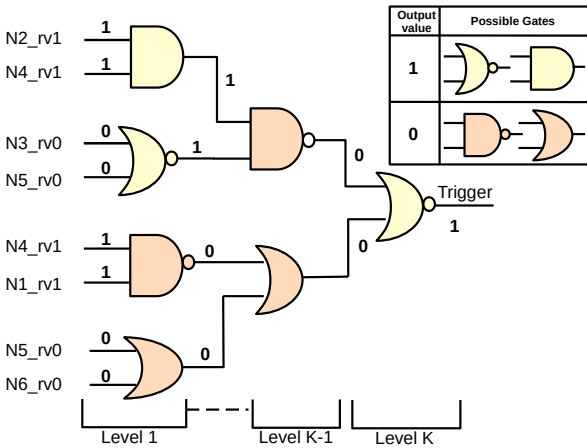 N2_rv1 1
N4_rv1 1
1
N3_rv0 0
N5_rv0 0
1
0
N4_rv1 1
N1_rv1 1
0
N5_rv0 0
N6_rv0 0
0
0
Trigger
1
Output value Possible Gates
1
0
Level 1 Level K-1 Level K